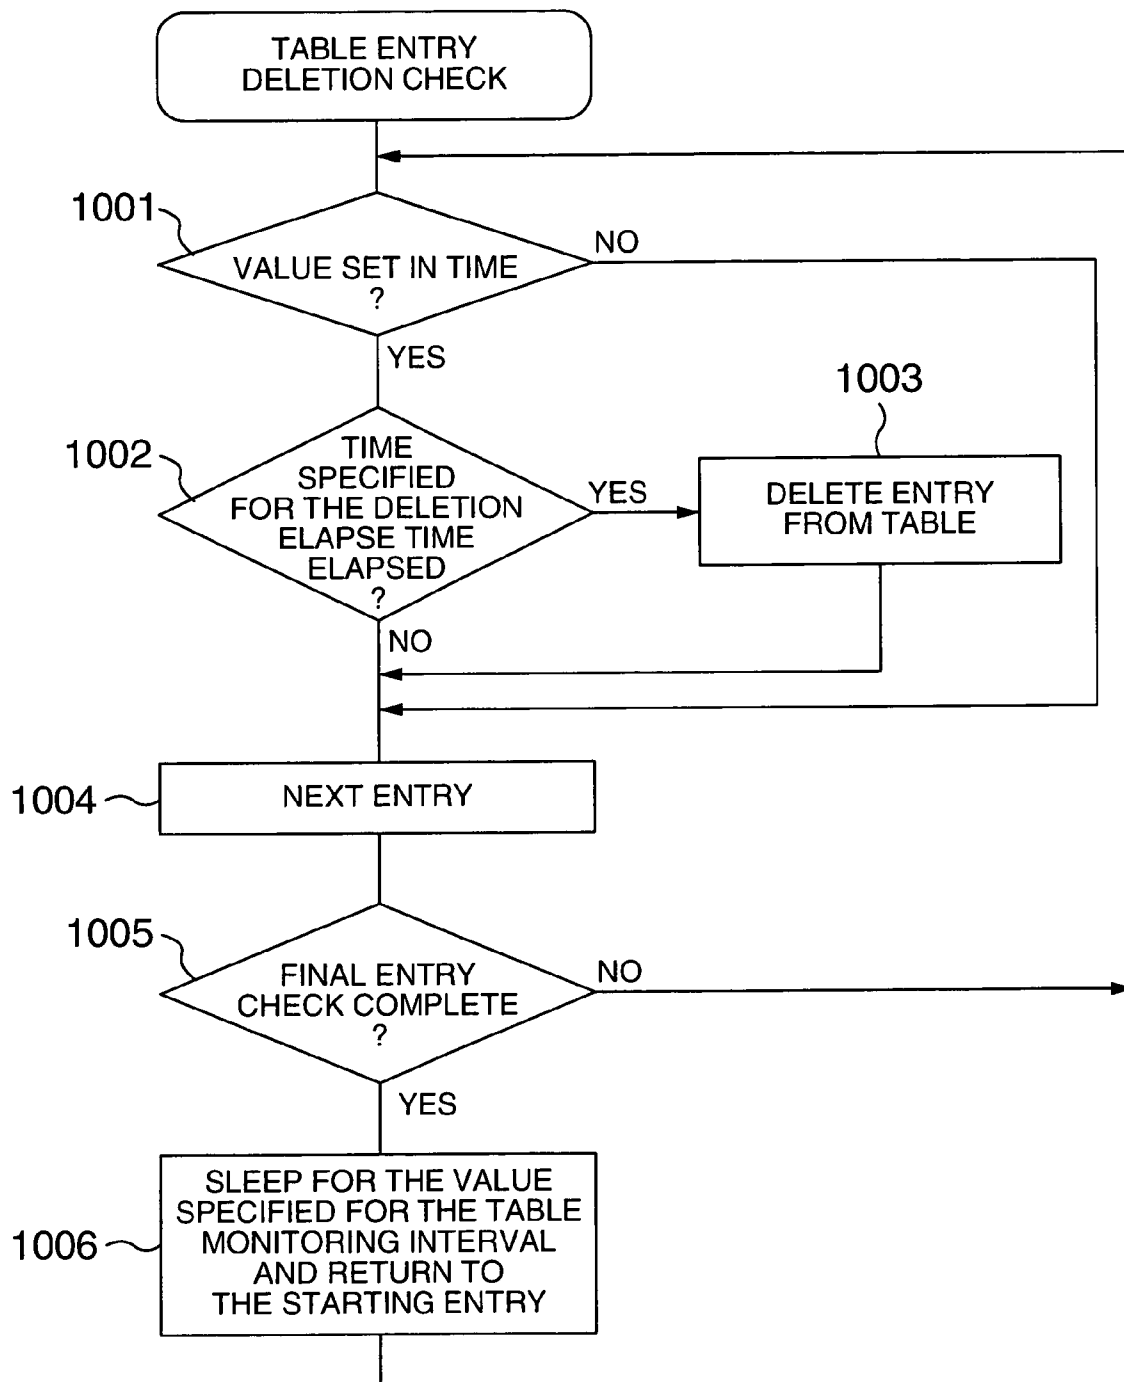 TABLE ENTRY
DELETION CHECK
1001
VALUE SET IN TIME
?
NO
YES
1002
TIME
SPECIFIED
FOR THE DELETION
ELAPSE TIME
ELAPSED
?
YES
NO
1003
DELETE ENTRY
FROM TABLE
1004
NEXT ENTRY
1005
FINAL ENTRY
CHECK COMPLETE
?
NO
YES
1006
SLEEP FOR THE VALUE
SPECIFIED FOR THE TABLE
MONITORING INTERVAL
AND RETURN TO
THE STARTING ENTRY